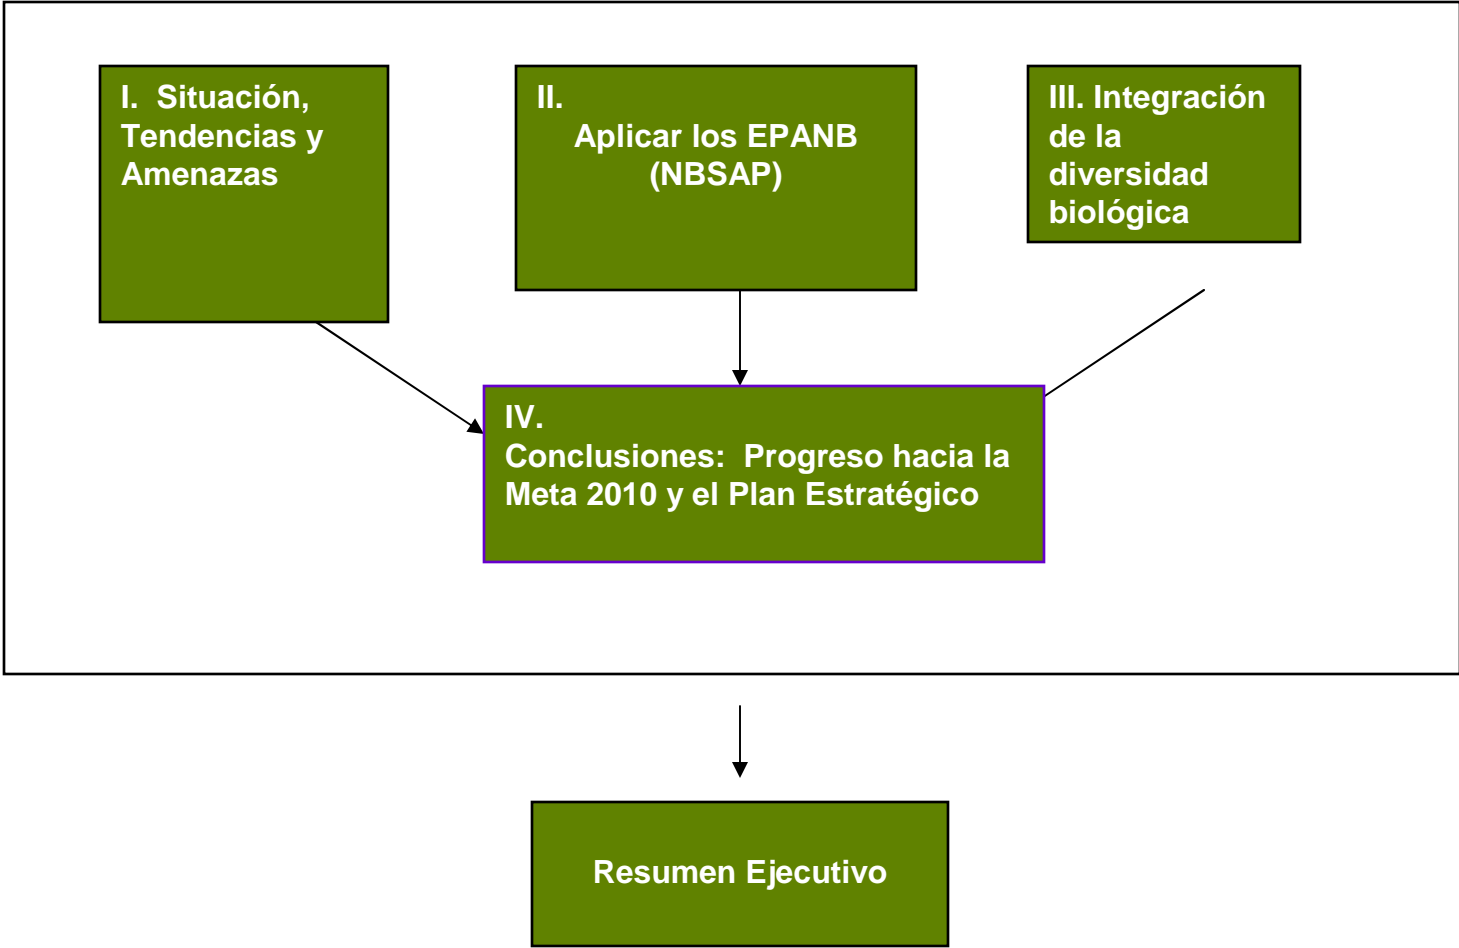 I.  Situación,
Tendencias y
Amenazas
II.
Aplicar los EPANB
(NBSAP)
III. Integración
de la
diversidad
biológica
IV.
Conclusiones:  Progreso hacia la
Meta 2010 y el Plan Estratégico
Resumen Ejecutivo